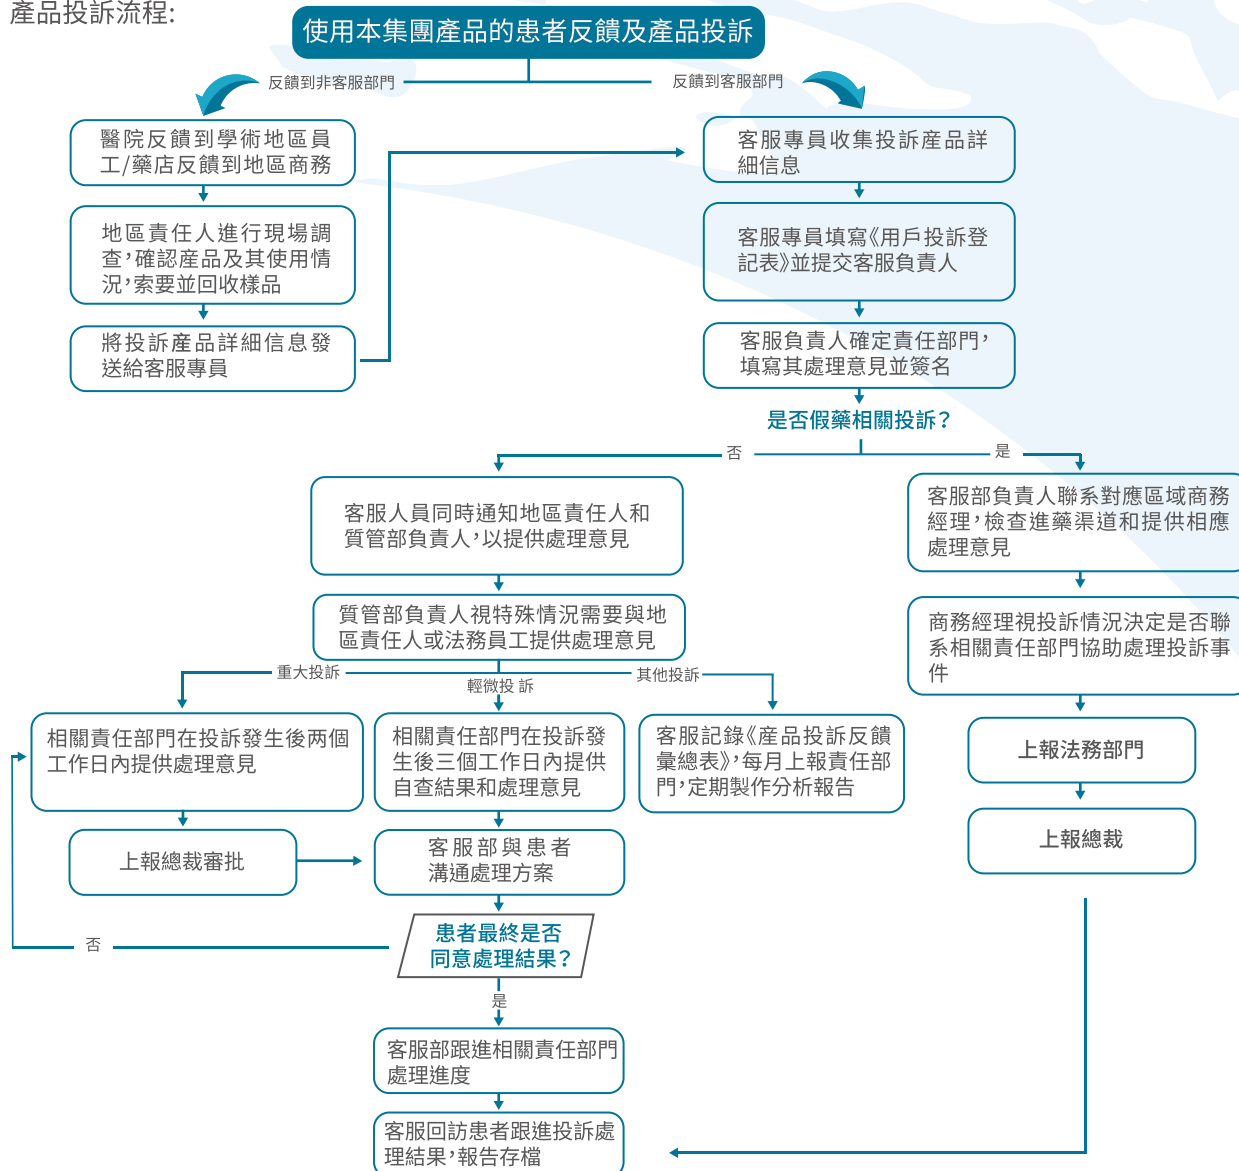 產品投訴流程:
使用本集團產品的患者反饋及產品投訴
反饋到非客服部門
反饋到客服部門
醫院反饋到學術地區員
工/藥店反饋到地區商務
地區責任人進行現場調
查,確認産品及其使用情
況,索要並回收樣品
將投訴産品詳細信息發
送給客服專員
客服專員收集投訴産品詳
細信息
客服專員填寫《用戶投訴登
記表》並提交客服負責人
客服負責人確定責任部門,
填寫其處理意見並簽名
是否假藥相關投訴?
否
是
客服人員同時通知地區責任人和
質管部負責人,以提供處理意見
質管部負責人視特殊情況需要與地
區責任人或法務員工提供處理意見
客服部負責人聯系對應區域商務
經理,檢查進藥渠道和提供相應
處理意見
商務經理視投訴情況決定是否聯
系相關責任部門協助處理投訴事
件
上報法務部門
上報總裁
重大投訴
輕微投 訴
其他投訴
相關責任部門在投訴發生後两個
工作日內提供處理意見
相關責任部門在投訴發
生後三個工作日內提供
自查結果和處理意見
客服記錄《産品投訴反饋
彙總表》,每月上報責任部
門,定期製作分析報告
上報總裁審批
客服部與患者
溝通處理方案
患者最終是否
同意處理結果?
否
是
客服部跟進相關責任部門
處理進度
客服回訪患者跟進投訴處
理結果,報告存檔